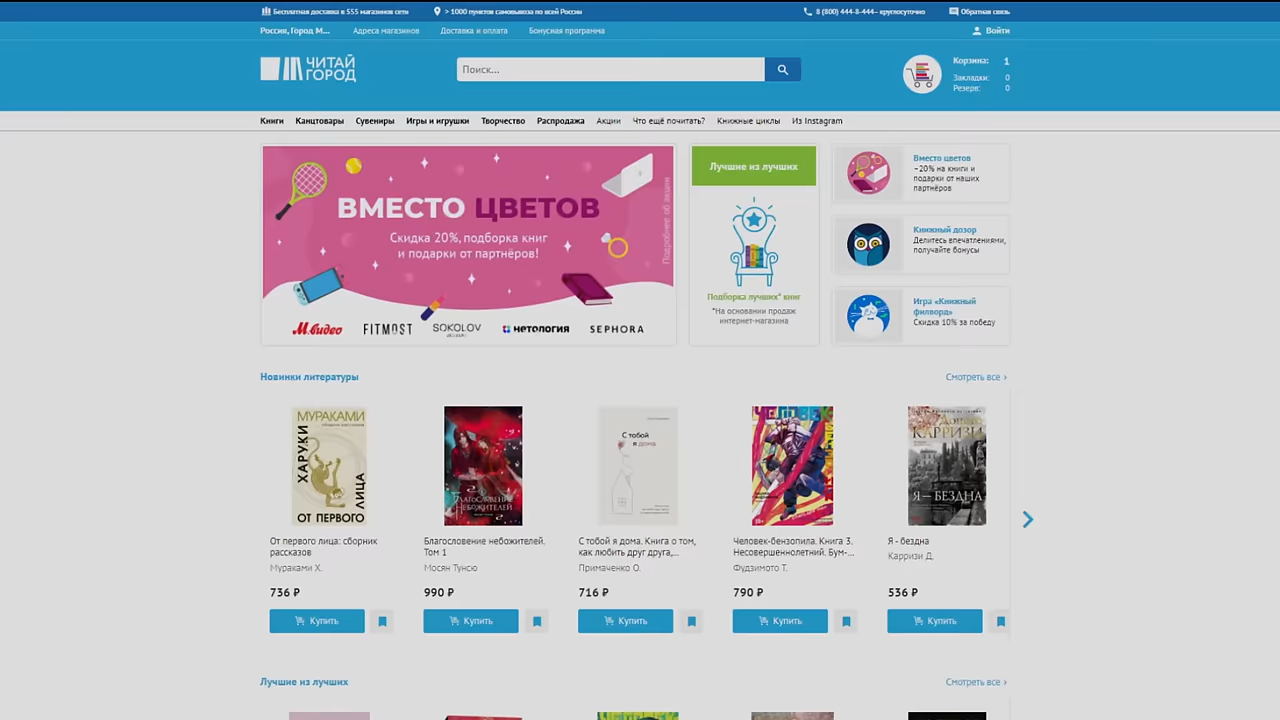 Бесплатная доставка в 555 магазинов сети
> 1000 пунктов самовывоза по всей России
8 (800) 444-8-444– круглосуточно
Обратная связь
Россия, Город М...
Адреса магазинов
Доставка и оплата
Бонусная программа
Войти
ЧИТАЙ
ГОРОД
Поиск...
Корзина: 1
Закладки: 0
Резерв: 0
Книги Канцтовары Сувениры Игры и игрушки Творчество Распродажа Акции Что ещё почитать? Книжные циклы Из Instagram
ВМЕСТО ЦВЕТОВ
Скидка 20%, подборка книг
и подарки от партнёров!
Подробнее об акции
М.видео FITMOST SOKOLOV нетология SEPHORA
Лучшие из лучших
Подборка лучших* книг
*На основании продаж
интернет-магазина
Вместо цветов
–20% на книги и
подарки от наших
партнёров
Книжный дозор
Делитесь впечатлениями,
получайте бонусы
Игра «Книжный
филворд»
Скидка 10% за победу
Новинки литературы
Смотреть все ›
МУРАКАМИ
ХАРУКИ
ОТ ПЕРВОГО
ЛИЦА
БЛАГОСЛОВЕНИЕ
НЕБОЖИТЕЛЕЙ
С тобой
я дома
ЧЕЛОВЕК
Донато
КАРРИЗИ
Я — БЕЗДНА
От первого лица: сборник
рассказов
Мураками Х.
736 ₽
Купить
Благословение небожителей.
Том 1
Мосян Тунсю
990 ₽
Купить
С тобой я дома. Книга о том,
как любить друг друга,...
Примаченко О.
716 ₽
Купить
Человек-бензопила. Книга 3.
Несовершеннолетний. Бум-...
Фудзимото Т.
790 ₽
Купить
Я - бездна
Карризи Д.
536 ₽
Купить
Лучшие из лучших
Смотреть все ›